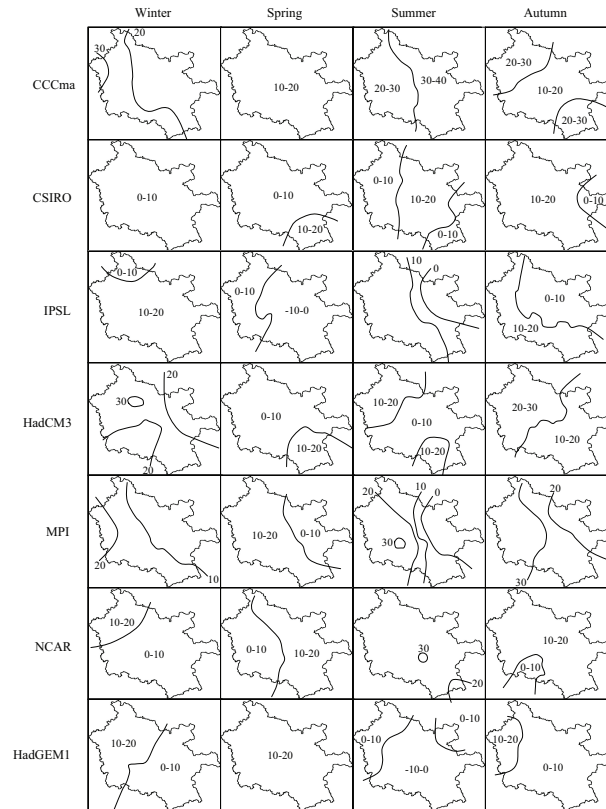 Winter Spring Summer Autumn
CCCma
30 20
10-20
20-30 30-40
20-30 10-20 20-30
CSIRO
0-10
0-10 10-20
0-10 10-20 0-10
10-20 0-10
IPSL
0-10 10-20
0-10 -10-0
10 0
0-10 10-20
HadCM3
20 30 20
0-10 10-20
10-20 0-10 10-20
20-30 10-20
MPI
20 10
10-20 0-10
20 10 0 30
20 30
NCAR
10-20 0-10
0-10 10-20
30 20
10-20 0-10
HadGEM1
10-20 0-10
10-20
0-10 0-10 -10-0
10-20 0-10